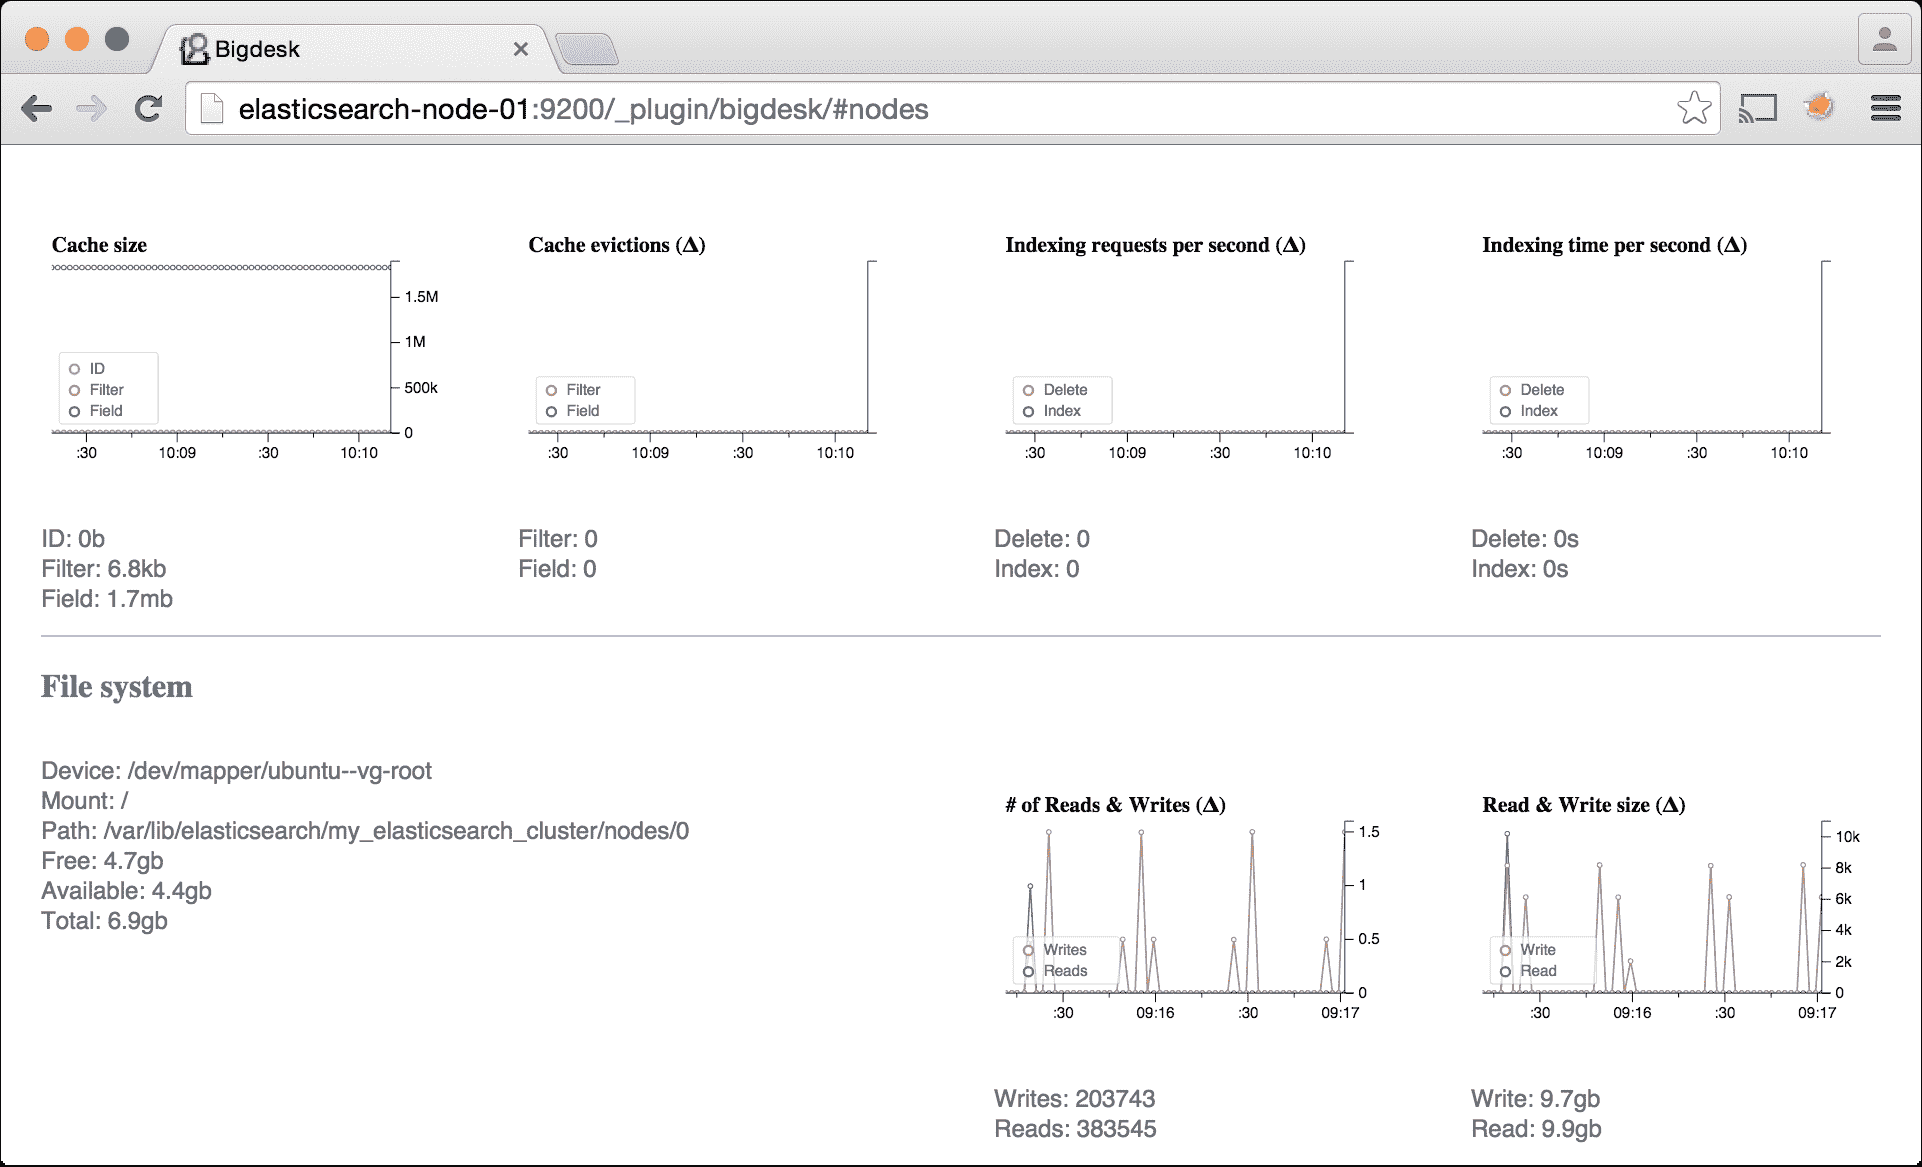 Bigdesk
elasticsearch-node-01:9200/_plugin/bigdesk/#nodes
Cache size
1.5M
1M
500k
0
ID
Filter
Field
:30 10:09 :30 10:10
ID: 0b
Filter: 6.8kb
Field: 1.7mb
Cache evictions (Δ)
Filter
Field
:30 10:09 :30 10:10
Filter: 0
Field: 0
Indexing requests per second (Δ)
Delete
Index
:30 10:09 :30 10:10
Delete: 0
Index: 0
Indexing time per second (Δ)
Delete
Index
:30 10:09 :30 10:10
Delete: 0s
Index: 0s
File system
Device: /dev/mapper/ubuntu--vg-root
Mount: /
Path: /var/lib/elasticsearch/my_elasticsearch_cluster/nodes/0
Free: 4.7gb
Available: 4.4gb
Total: 6.9gb
# of Reads & Writes (Δ)
1.5
1
0.5
0
Writes
Reads
:30 09:16 :30 09:17
Writes: 203743
Reads: 383545
Read & Write size (Δ)
10k
8k
6k
4k
2k
0
Write
Read
:30 09:16 :30 09:17
Write: 9.7gb
Read: 9.9gb